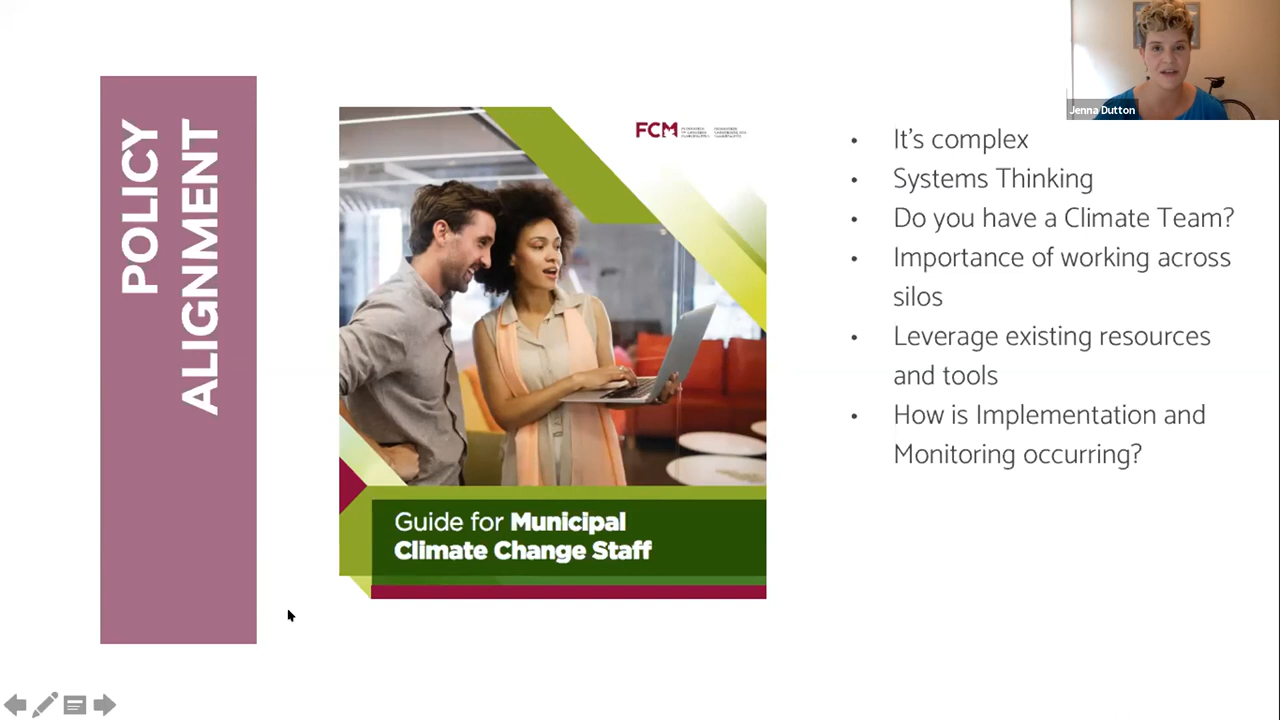 POLICY
ALIGNMENT
FCM
Guide for Municipal
Climate Change Staff
Jenna Dutton
• It's complex
• Systems Thinking
• Do you have a Climate Team?
• Importance of working across
silos
• Leverage existing resources
and tools
• How is Implementation and
Monitoring occurring?